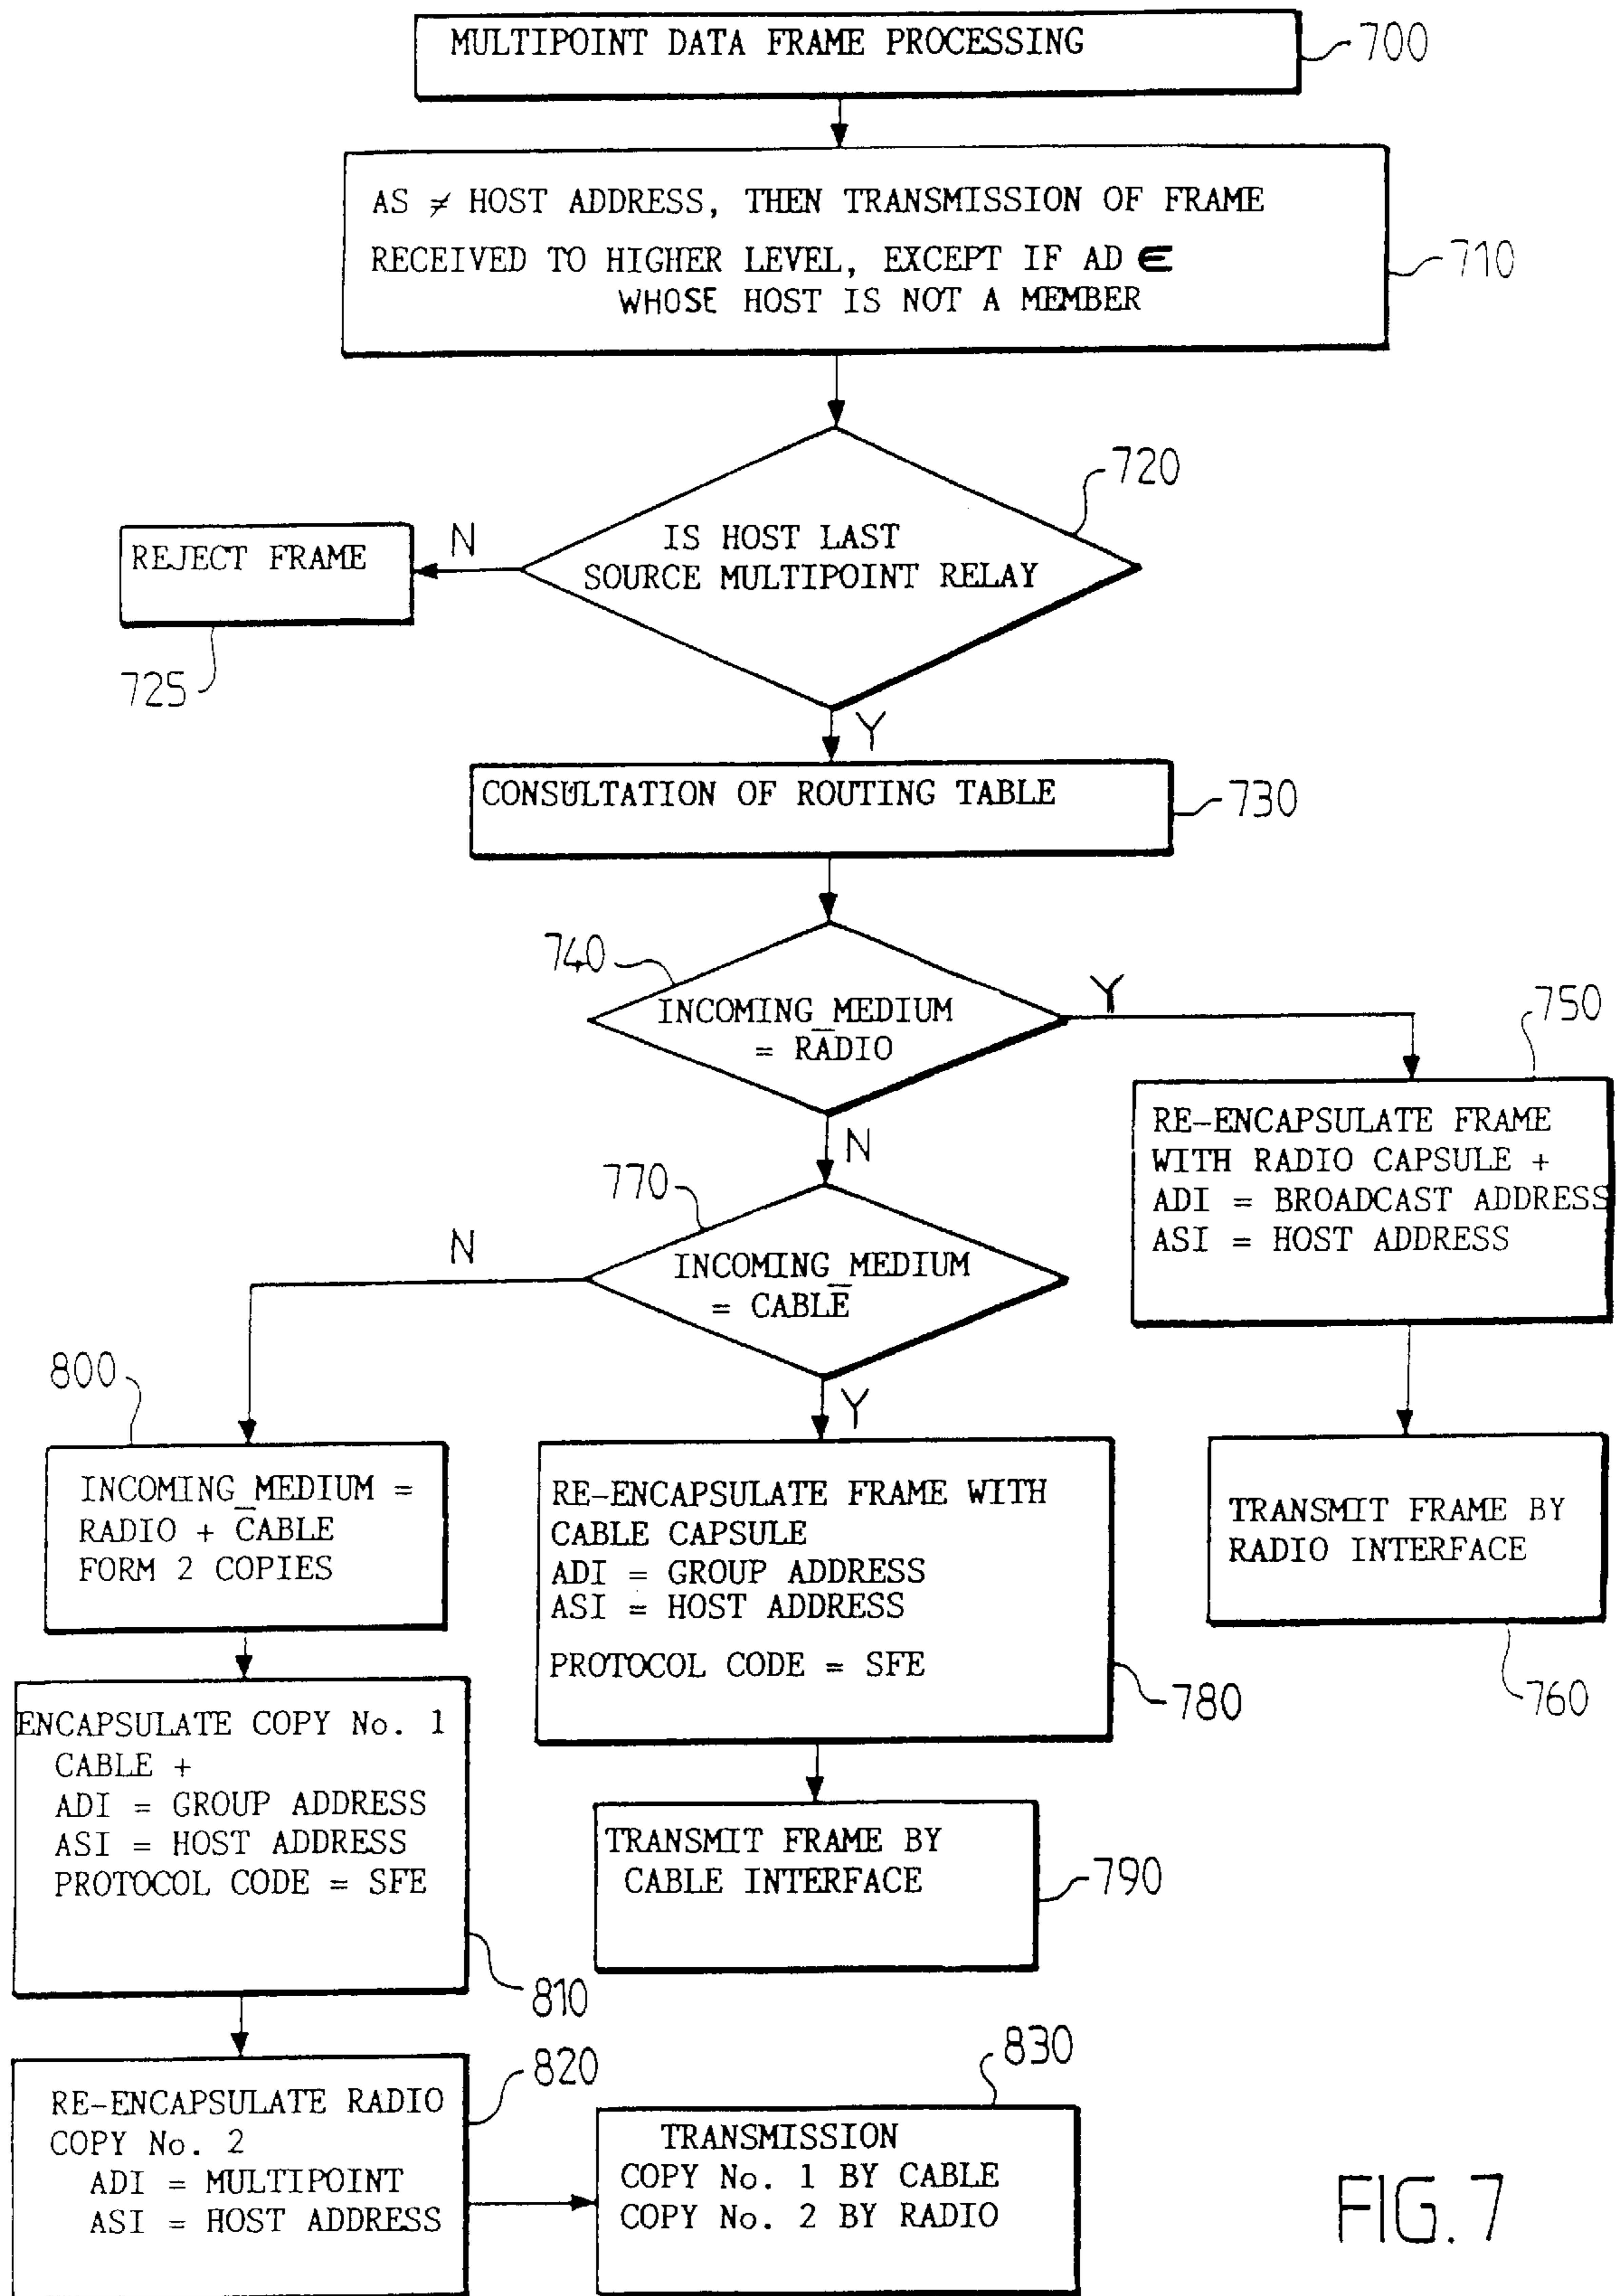 MULTIPOINT DATA FRAME PROCESSING
700
AS ≠ HOST ADDRESS, THEN TRANSMISSION OF FRAME
RECEIVED TO HIGHER LEVEL, EXCEPT IF AD ∈
WHOSE HOST IS NOT A MEMBER
710
720
IS HOST LAST
SOURCE MULTIPOINT RELAY
N
REJECT FRAME
725
Y
CONSULTATION OF ROUTING TABLE
730
740
INCOMING_MEDIUM
= RADIO
Y
750
RE-ENCAPSULATE FRAME
WITH RADIO CAPSULE +
ADI = BROADCAST ADDRESS
ASI = HOST ADDRESS
N
770
INCOMING_MEDIUM
= CABLE
N
800
INCOMING_MEDIUM =
RADIO + CABLE
FORM 2 COPIES
Y
RE-ENCAPSULATE FRAME WITH
CABLE CAPSULE
ADI = GROUP ADDRESS
ASI = HOST ADDRESS
PROTOCOL CODE = SFE
780
TRANSMIT FRAME BY
RADIO INTERFACE
760
ENCAPSULATE COPY No. 1
CABLE +
ADI = GROUP ADDRESS
ASI = HOST ADDRESS
PROTOCOL CODE = SFE
810
TRANSMIT FRAME BY
CABLE INTERFACE
790
820
RE-ENCAPSULATE RADIO
COPY No. 2
ADI = MULTIPOINT
ASI = HOST ADDRESS
830
TRANSMISSION
COPY No. 1 BY CABLE
COPY No. 2 BY RADIO
FIG. 7